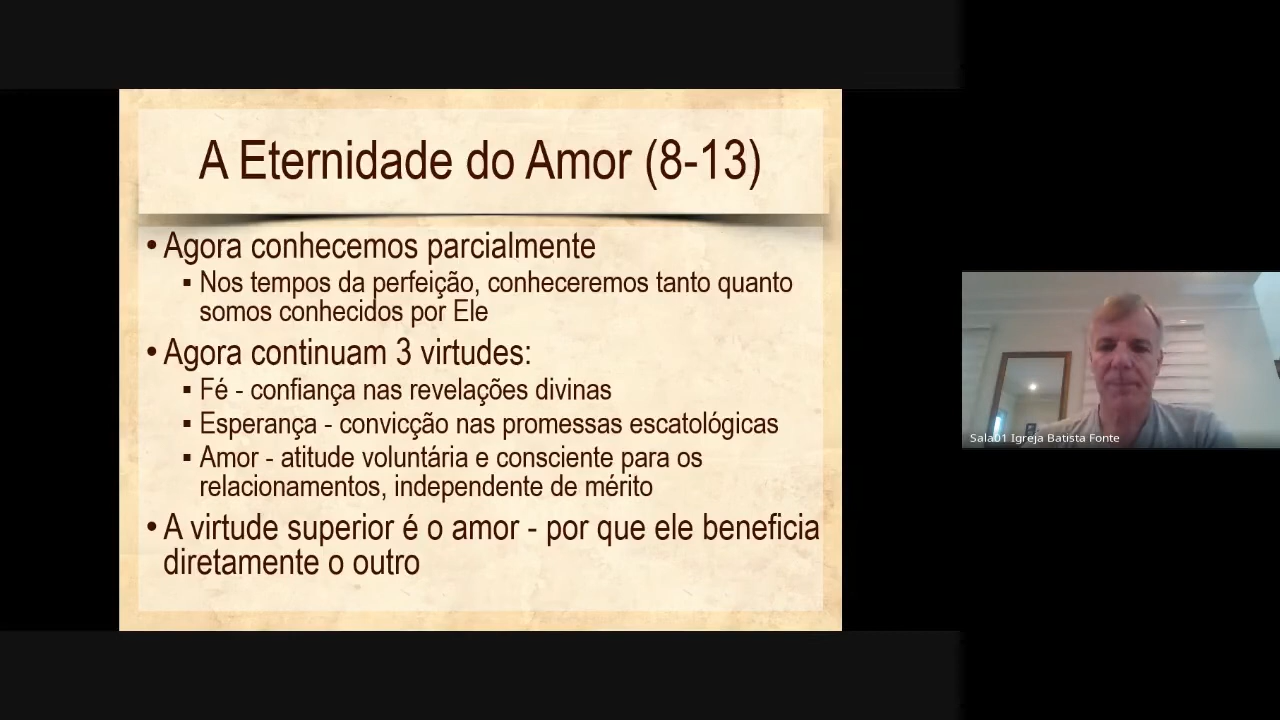 A Eternidade do Amor (8-13)
• Agora conhecemos parcialmente
▪ Nos tempos da perfeição, conheceremos tanto quanto
somos conhecidos por Ele
• Agora continuam 3 virtudes:
▪ Fé - confiança nas revelações divinas
▪ Esperança - convicção nas promessas escatológicas
▪ Amor - atitude voluntária e consciente para os
relacionamentos, independente de mérito
• A virtude superior é o amor - por que ele beneficia
diretamente o outro
Sala01 Igreja Batista Fonte